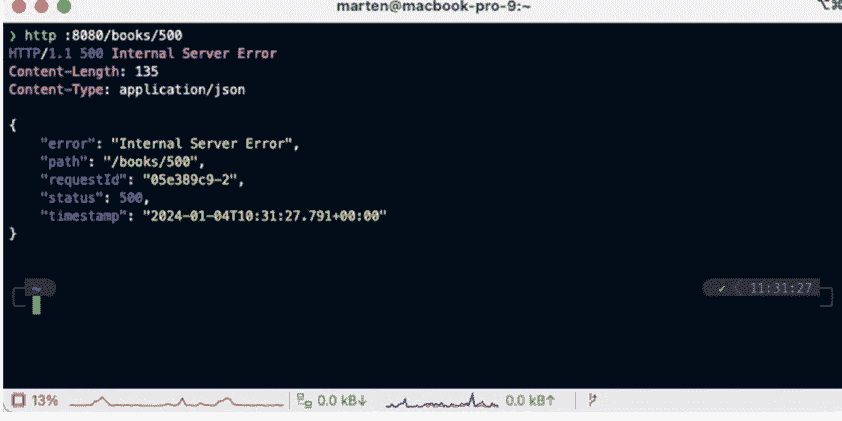 marten@macbook-pro-9:~
❯ http :8080/books/500
HTTP/1.1 500 Internal Server Error
Content-Length: 135
Content-Type: application/json
{
    "error": "Internal Server Error",
    "path": "/books/500",
    "requestId": "05e389c9-2",
    "status": 500,
    "timestamp": "2024-01-04T10:31:27.791+00:00"
}
~ ✓ 11:31:27
13% 0.0 kB↓ 0.0 kB↑